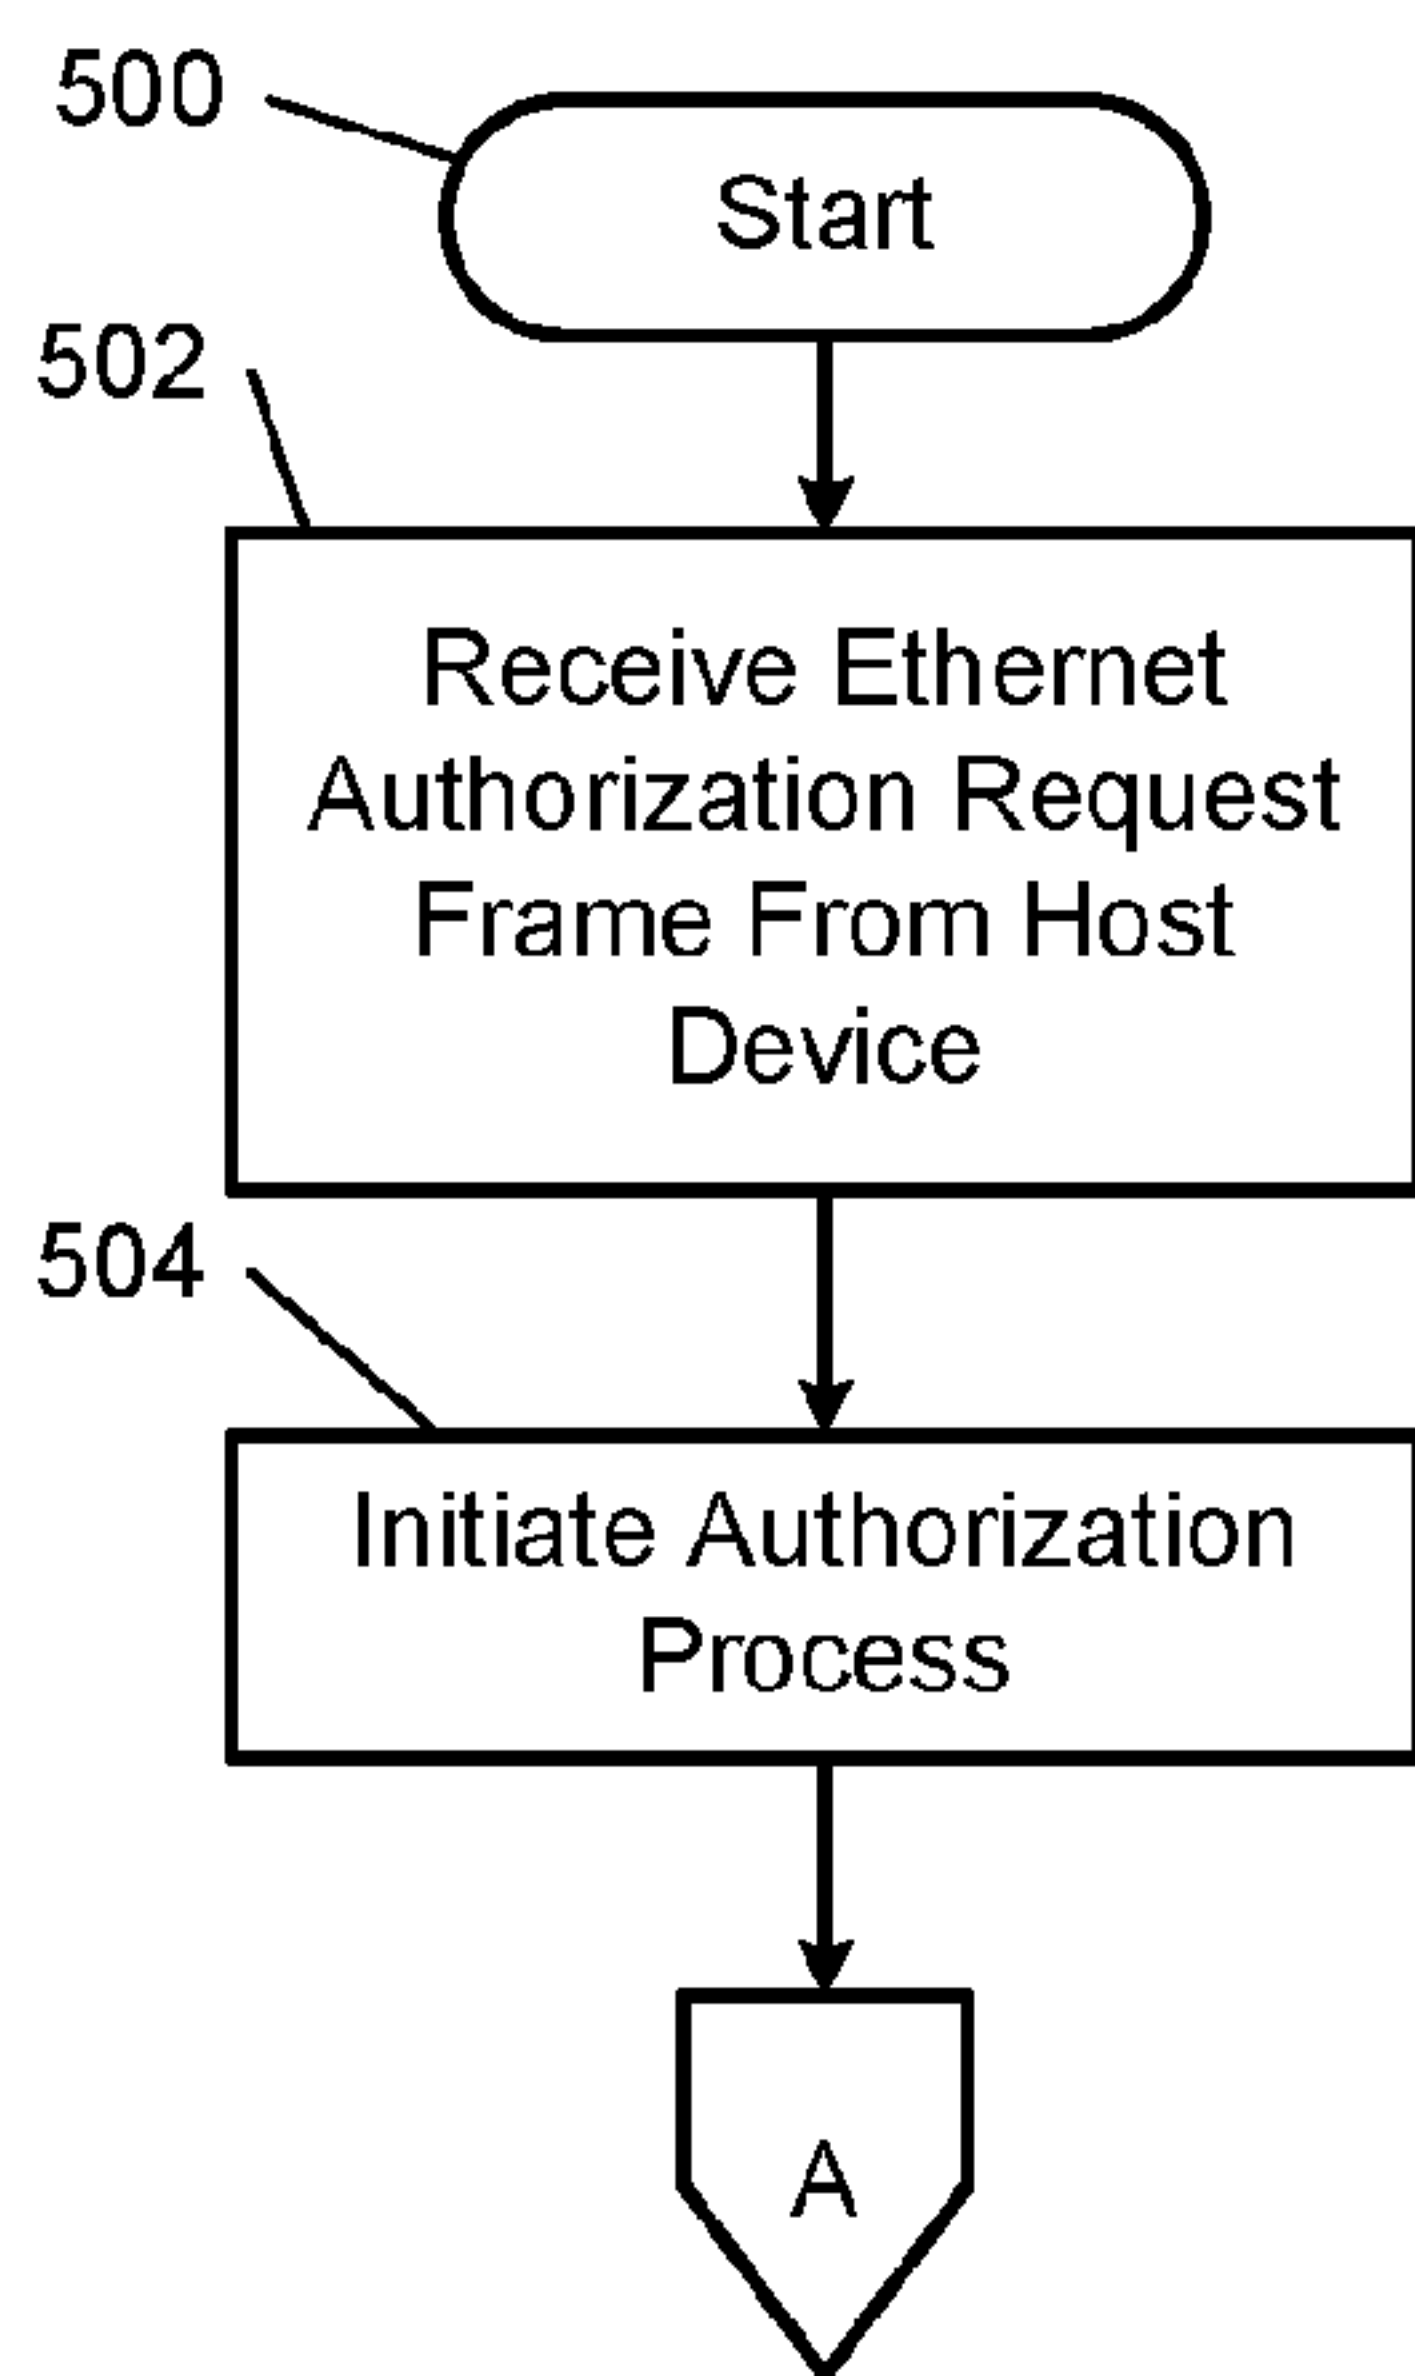 500
Start
502
Receive Ethernet
Authorization Request
Frame From Host
Device
504
Initiate Authorization
Process
A